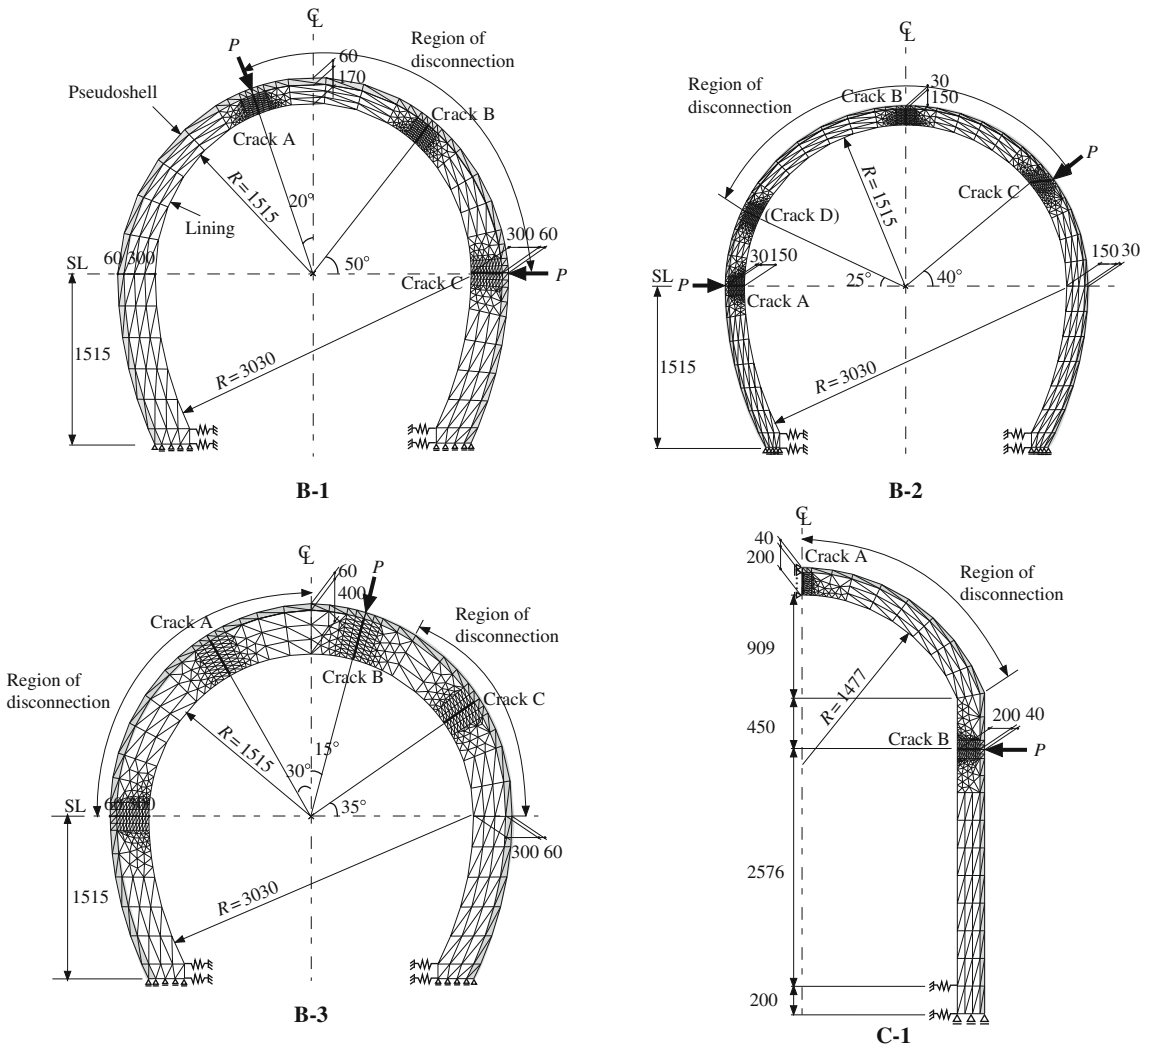 ℄
P
Region of
disconnection
60
170
Pseudoshell
Crack A
Crack B
R=1515
20°
Lining
SL
60 300
50°
300 60
Crack C
P
1515
R=3030
B-1
℄
Region of
disconnection
Crack B
30
150
P
R=1515
Crack C
(Crack D)
SL
P
30 150
25°
40°
150 30
Crack A
1515
R=3030
B-2
℄
60
400
P
Crack A
Region of
disconnection
Crack B
Region of
disconnection
Crack C
R=1515
15°
30°
35°
SL
60 300
300 60
1515
R=3030
B-3
℄
40
200
Crack A
Region of
disconnection
909
R=1477
450
200 40
Crack B
P
2576
200
C-1